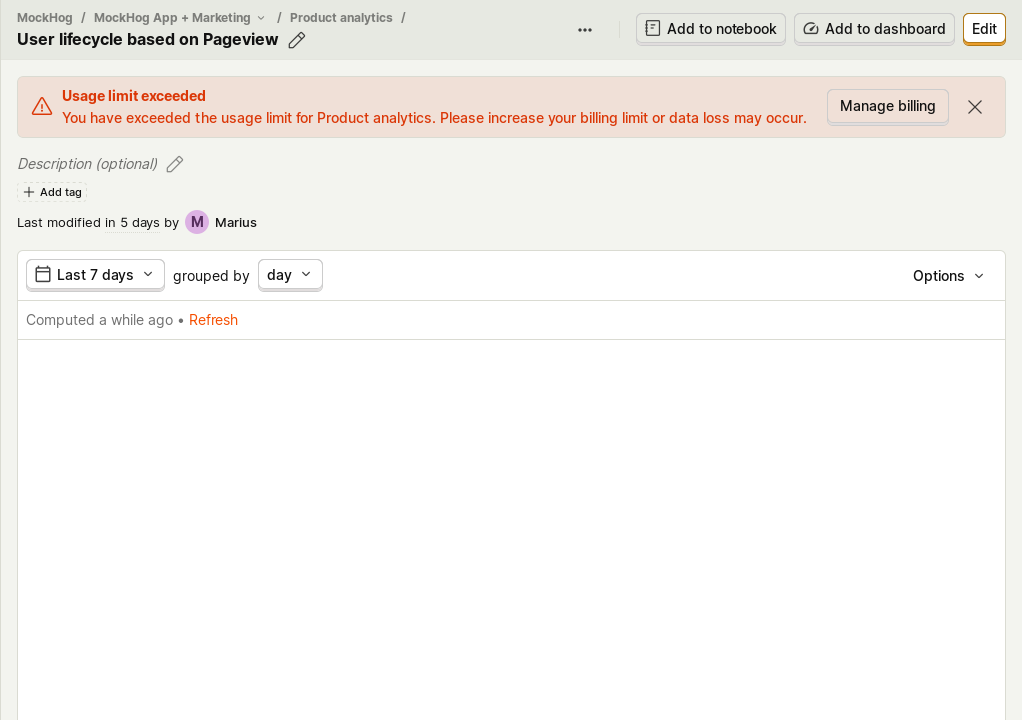 MockHog / MockHog App + Marketing / Product analytics /
User lifecycle based on Pageview
Add to notebook
Add to dashboard
Edit
Usage limit exceeded
You have exceeded the usage limit for Product analytics. Please increase your billing limit or data loss may occur.
Manage billing
Description (optional)
Add tag
Last modified in 5 days by M Marius
Last 7 days grouped by day
Options
Computed a while ago • Refresh